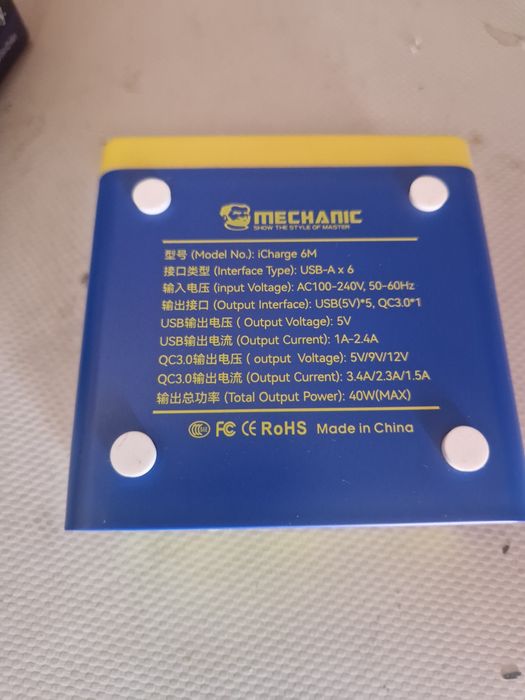 MECHANIC
SHOW THE STYLE OF MASTER
型号 (Model No.): iCharge 6M
接口类型 (Interface Type): USB-A x 6
输入电压 (input Voltage): AC100-240V, 50-60Hz
输出接口 (Output Interface): USB(5V)*5, QC3.0*1
USB输出电压 ( Output Voltage): 5V
USB输出电流 (Output Current): 1A-2.4A
QC3.0输出电压 ( output Voltage): 5V/9V/12V
QC3.0输出电流 (Output Current): 3.4A/2.3A/1.5A
输出总功率 (Total Output Power): 40W(MAX)
FC CE RoHS Made in China